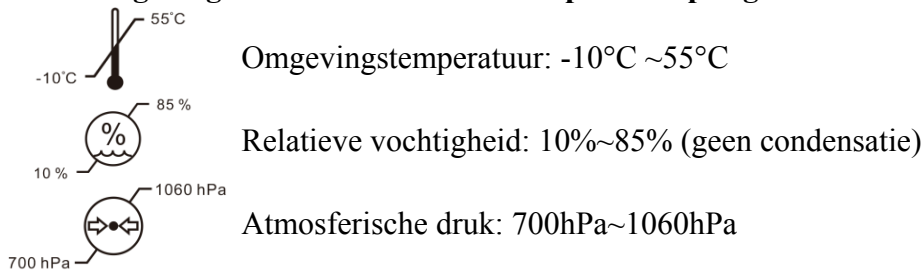 55°C
-10°C
Omgevingstemperatuur: -10°C ~55°C
85 %
%
10 %
Relatieve vochtigheid: 10%~85% (geen condensatie)
1060 hPa
700 hPa
Atmosferische druk: 700hPa~1060hPa